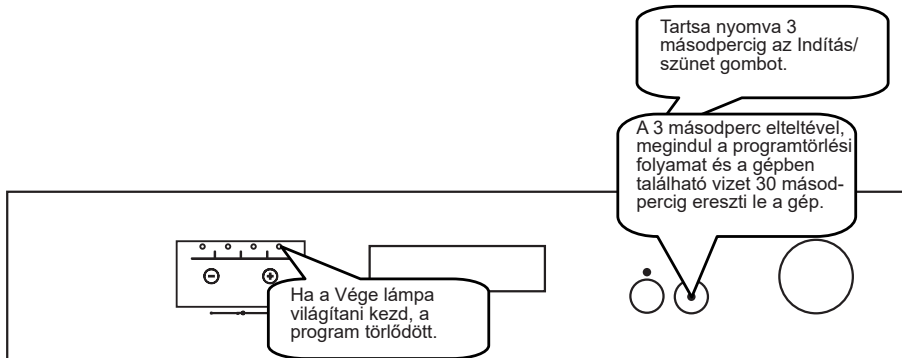 Tartsa nyomva 3
másodpercig az Indítás/
szünet gombot.
A 3 másodperc elteltével,
megindul a programtörlési
folyamat és a gépben
található vizet 30 másod-
percig ereszti le a gép.
Ha a Vége lámpa
világítani kezd, a
program törlődött.